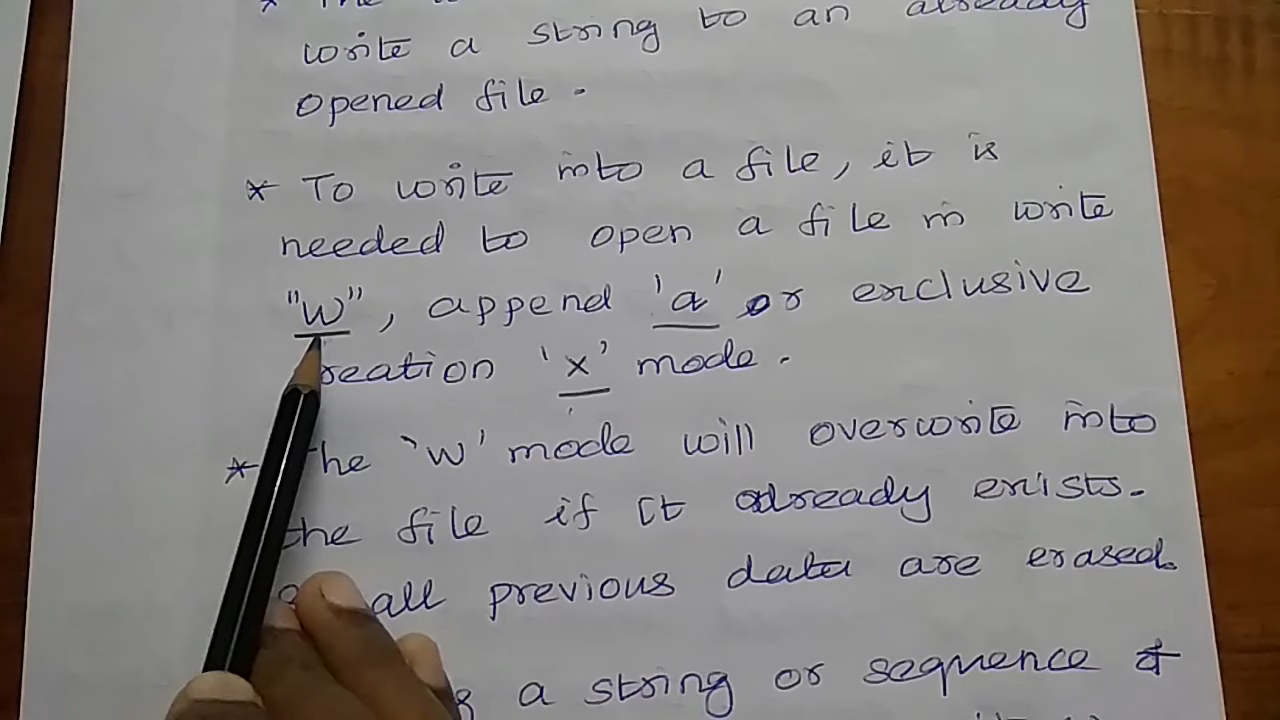 * The
write a string to an already
opened file.
* To write into a file, it is
needed to open a file in write
"w", append 'a' or exclusive
reation 'x' mode.
* the 'w' mode will overwrite into
the file if It already exists.
all previous data are erased.
a string or sequence of